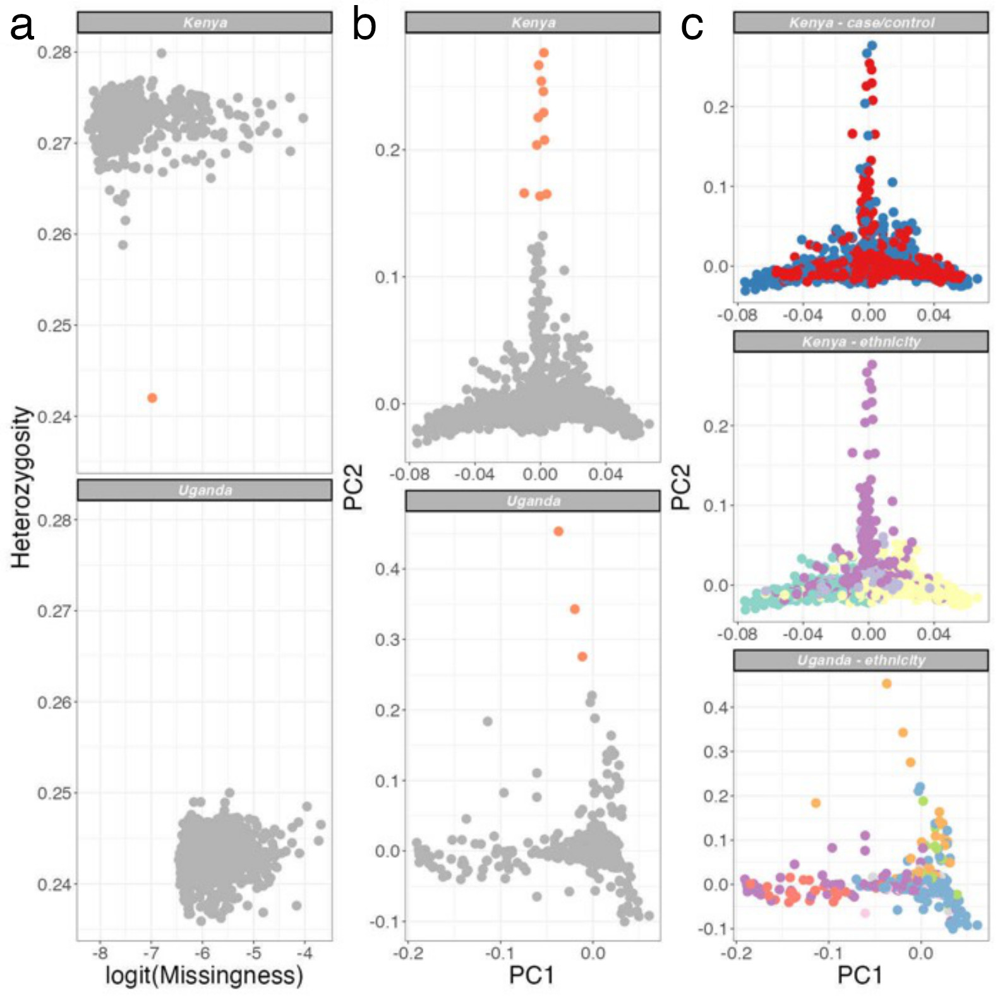 a
Kenya
0.28
0.27
0.26
0.25
0.24
Uganda
0.28
0.27
0.26
0.25
0.24
-8 -7 -6 -5 -4
logit(Missingness)
Heterozygosity
b
Kenya
0.2
0.1
0.0
-0.08 -0.04 0.00 0.04
Uganda
0.4
0.3
0.2
0.1
0.0
-0.1
-0.2 -0.1 0.0
PC1
PC2
c
Kenya - case/control
0.2
0.1
0.0
-0.08 -0.04 0.00 0.04
Kenya - ethnicity
0.2
0.1
0.0
-0.08 -0.04 0.00 0.04
Uganda - ethnicity
0.4
0.3
0.2
0.1
0.0
-0.1
-0.2 -0.1 0.0
PC1
PC2